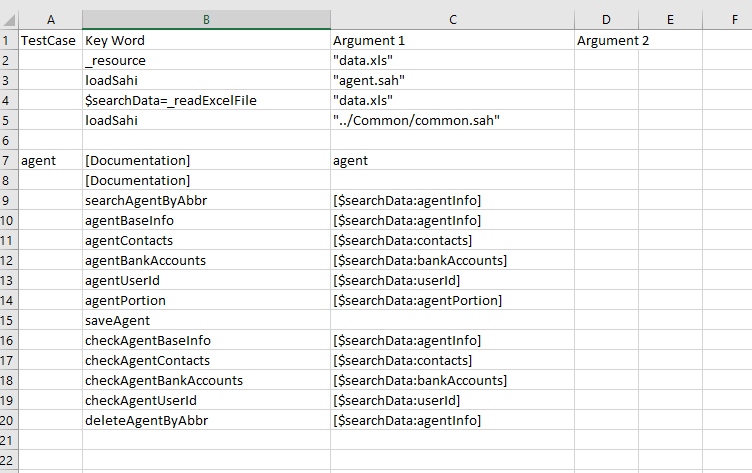 A B C D E F
1 TestCase Key Word Argument 1 Argument 2
2 _resource "data.xls"
3 loadSahi "agent.sah"
4 $searchData=_readExcelFile "data.xls"
5 loadSahi "../Common/common.sah"
6
7 agent [Documentation] agent
8 [Documentation]
9 searchAgentByAbbr [$searchData:agentInfo]
10 agentBaseInfo [$searchData:agentInfo]
11 agentContacts [$searchData:contacts]
12 agentBankAccounts [$searchData:bankAccounts]
13 agentUserId [$searchData:userId]
14 agentPortion [$searchData:agentPortion]
15 saveAgent
16 checkAgentBaseInfo [$searchData:agentInfo]
17 checkAgentContacts [$searchData:contacts]
18 checkAgentBankAccounts [$searchData:bankAccounts]
19 checkAgentUserId [$searchData:userId]
20 deleteAgentByAbbr [$searchData:agentInfo]
21
22